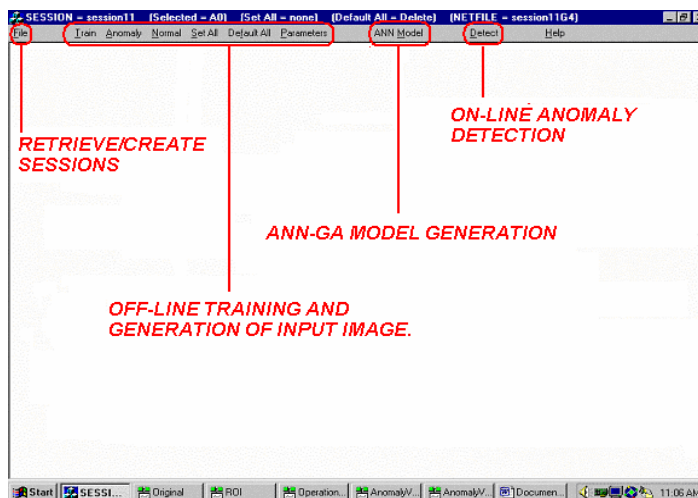 SESSION = session11 (Selected = A0) (Set All = none) (Default All = Delete) (NETFILE = session11G4)
File Train Anomaly Normal Set All Default All Parameters ANN Model Detect Help
ON-LINE ANOMALY
DETECTION
RETRIEVE/CREATE
SESSIONS
ANN-GA MODEL GENERATION
OFF-LINE TRAINING AND
GENERATION OF INPUT IMAGE.
Start SESSI... Original ROI Operation... AnomalyV... AnomalyV... Documen... 11:06 AM